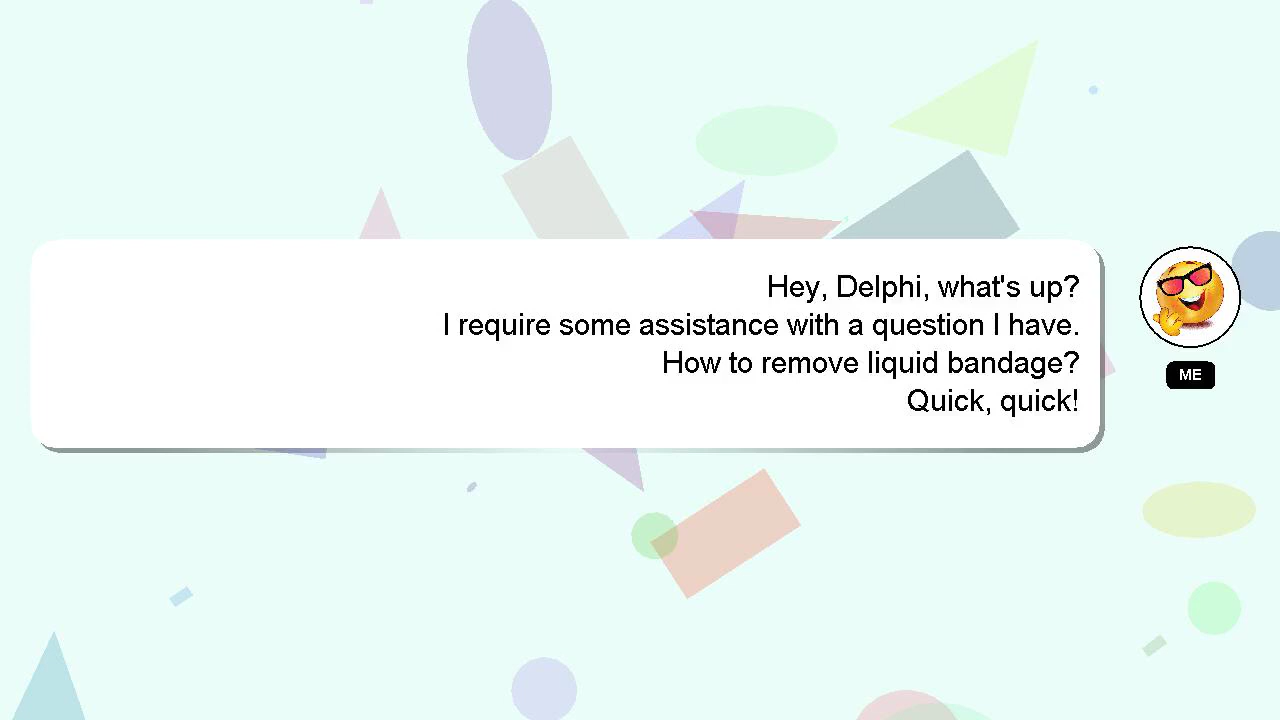 Hey, Delphi, what's up?
I require some assistance with a question I have.
How to remove liquid bandage?
Quick, quick!
ME